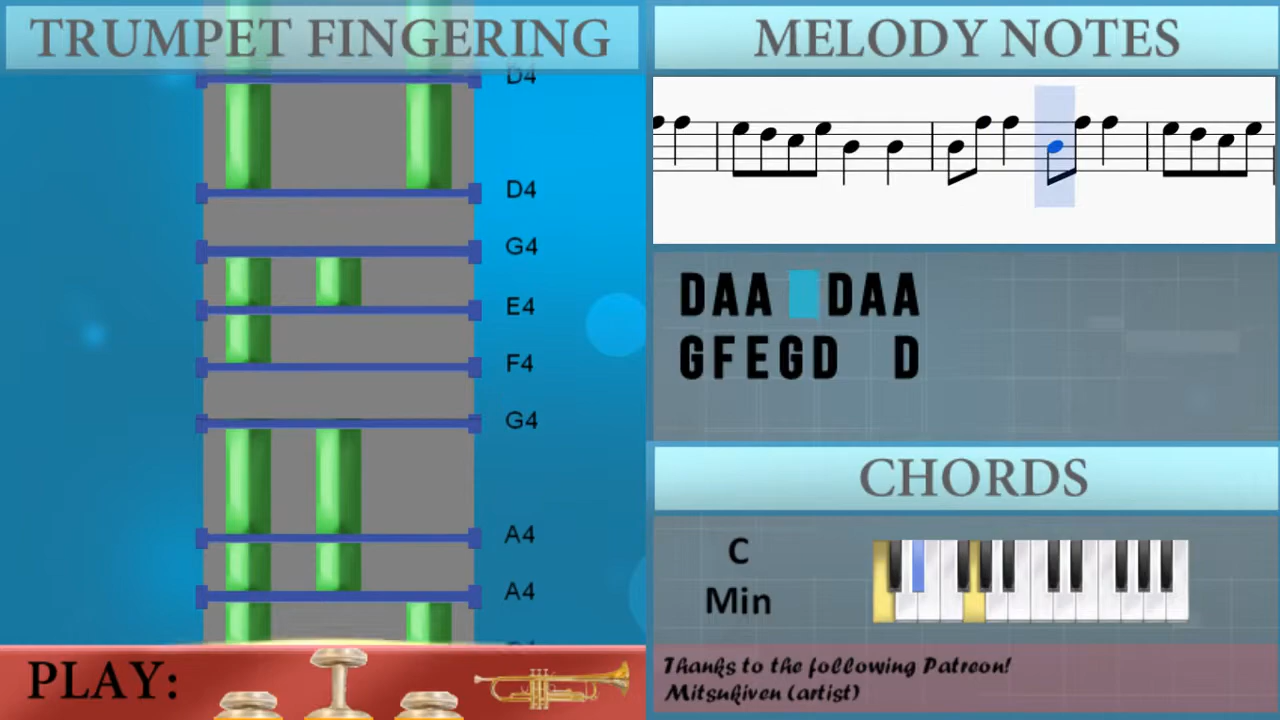 TRUMPET FINGERING
D4
D4
G4
E4
F4
G4
A4
A4
PLAY:
MELODY NOTES
DAA DAA
GFEGD D
CHORDS
C
Min
Thanks to the following Patreon!
Mitsukiven (artist)